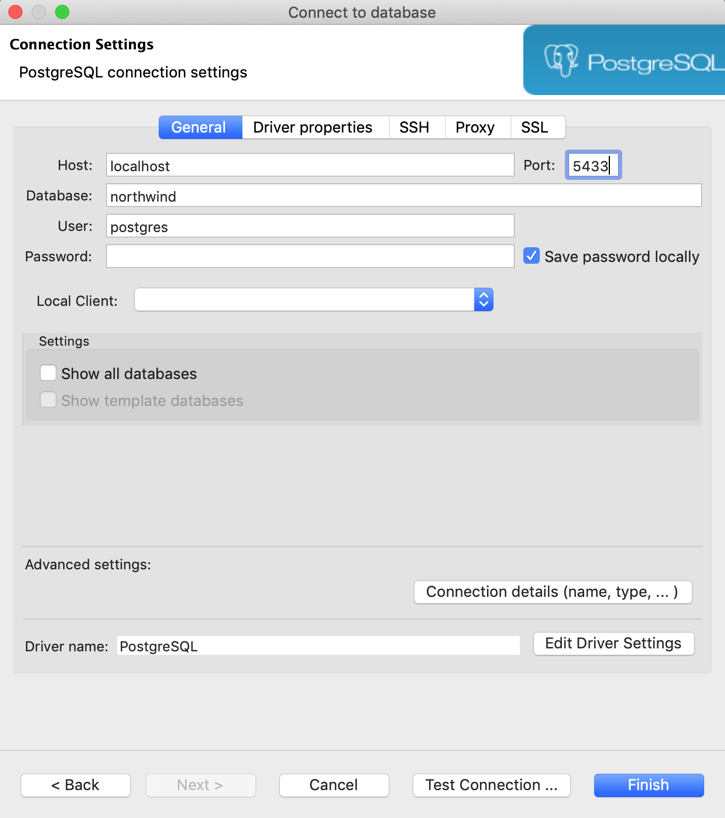 Connect to database
Connection Settings
PostgreSQL connection settings
PostgreSQL
General Driver properties SSH Proxy SSL
Host: localhost Port: 5433
Database: northwind
User: postgres
Password: Save password locally
Local Client:
Settings
Show all databases
Show template databases
Advanced settings:
Connection details (name, type, ... )
Driver name: PostgreSQL Edit Driver Settings
< Back Next > Cancel Test Connection ... Finish